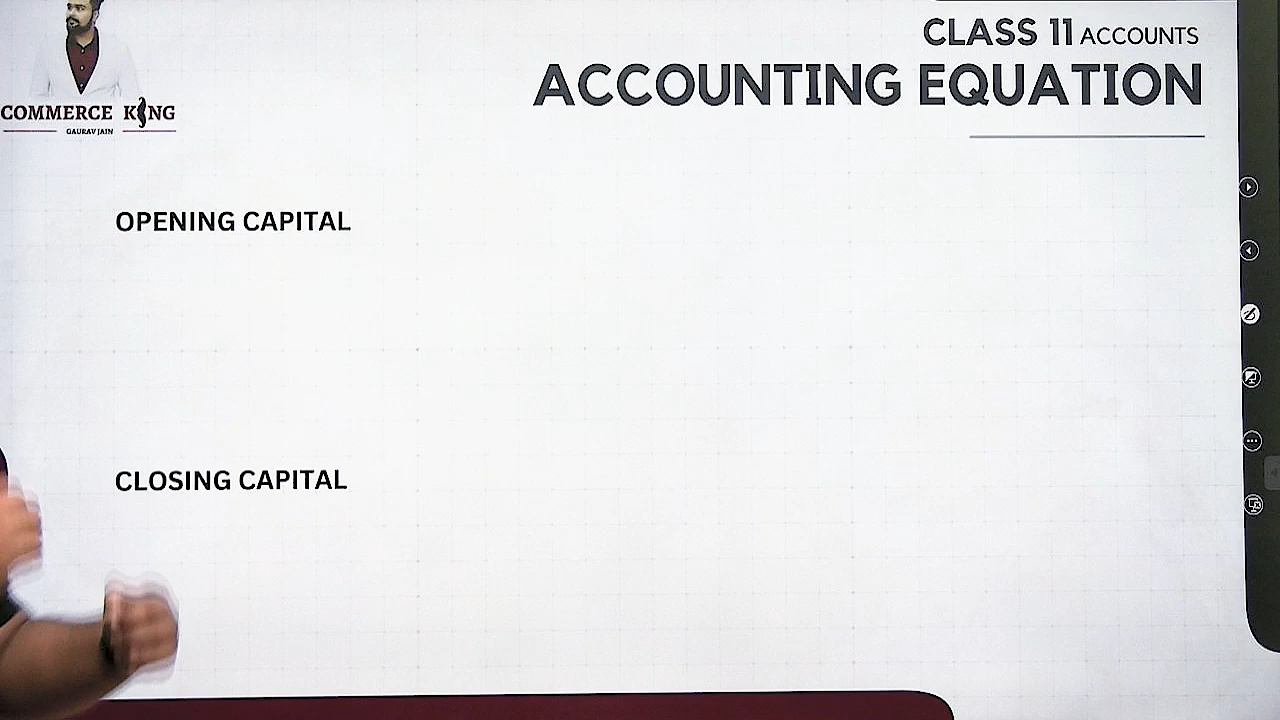 CLASS 11 ACCOUNTS
ACCOUNTING EQUATION
COMMERCE KING
GAURAV JAIN
OPENING CAPITAL
CLOSING CAPITAL